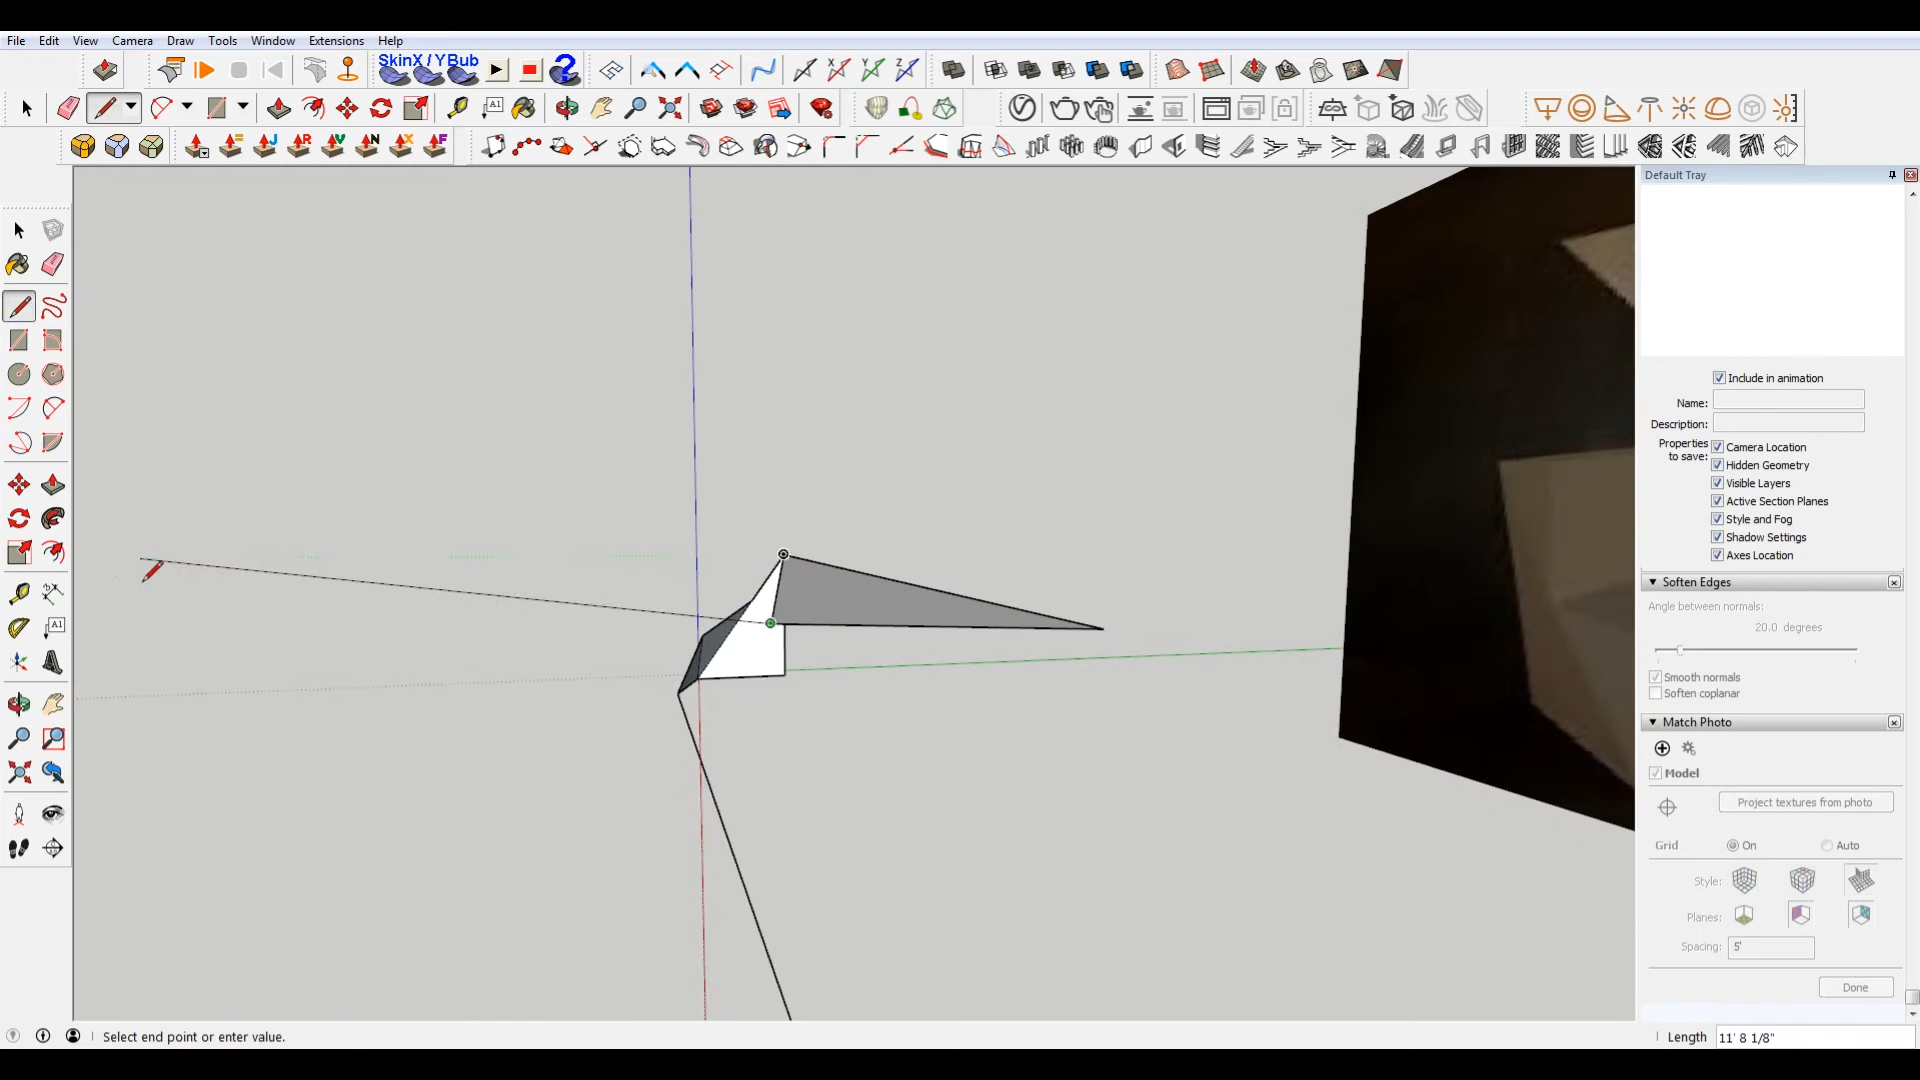 File Edit View Camera Draw Tools Window Extensions Help
SkinX / YBub
X Y Z
A1
J R V N X F
Default Tray
Include in animation
Name:
Description:
Properties to save:
Camera Location
Hidden Geometry
Visible Layers
Active Section Planes
Style and Fog
Shadow Settings
Axes Location
Soften Edges
Angle between normals:
20.0 degrees
Smooth normals
Soften coplanar
A1
Match Photo
Model
Project textures from photo
Grid On Auto
Style:
Planes:
Spacing: 5'
Done
Select end point or enter value.
Length 11' 8 1/8"